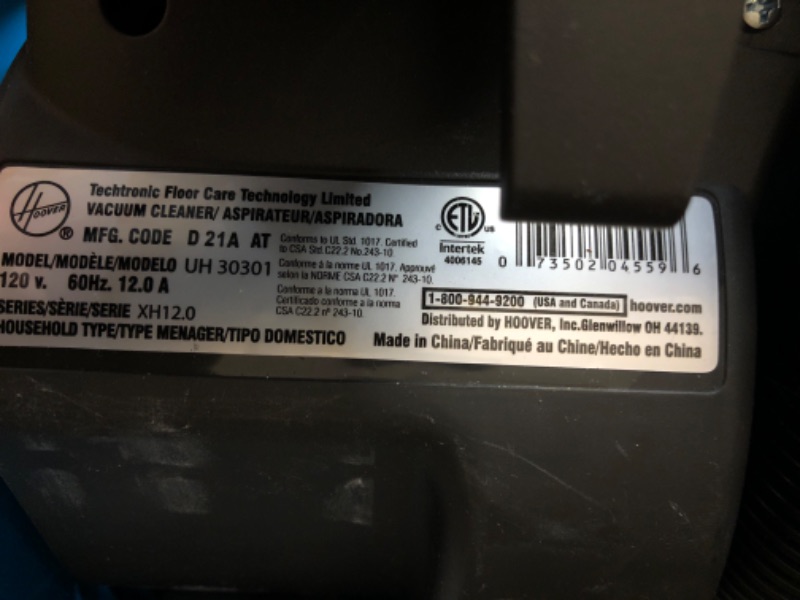 HOOVER
®
Techtronic Floor Care Technology Limited
VACUUM CLEANER/ ASPIRATEUR/ASPIRADORA
MFG. CODE D 21A AT
MODEL/MODÈLE/MODELO UH 30301
120 v. 60Hz. 12.0 A
SERIES/SÈRIE/SERIE XH12.0
HOUSEHOLD TYPE/TYPE MENAGER/TIPO DOMESTICO
Conforms to UL Std. 1017. Certified
to CSA Std. C22.2 No.243-10.
Conforme à la norme UL 1017. Approuvé
selon la NORME CSA C22.2 N° 243-10.
Conforme a la norma UL 1017.
Certificado conforme a la norma
CSA C22.2 n° 243-10.
C ETL US
Intertek
4006145
0 73502 04559 6
1-800-944-9200 (USA and Canada) hoover.com
Distributed by HOOVER, Inc.Glenwillow OH 44139.
Made in China/Fabriqué au Chine/Hecho en China